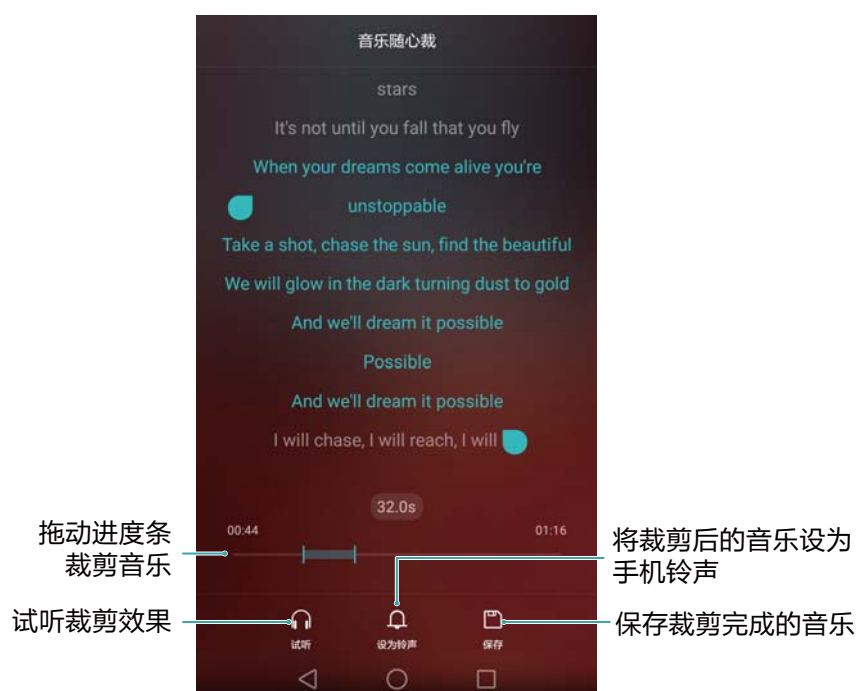 音乐随心裁
stars
It's not until you fall that you fly
When your dreams come alive you're
unstoppable
Take a shot, chase the sun, find the beautiful
We will glow in the dark turning dust to gold
And we'll dream it possible
Possible
And we'll dream it possible
I will chase, I will reach, I will
32.0s
00:44
01:16
拖动进度条
裁剪音乐
将裁剪后的音乐设为
手机铃声
试听裁剪效果
保存裁剪完成的音乐
试听
设为铃声
保存